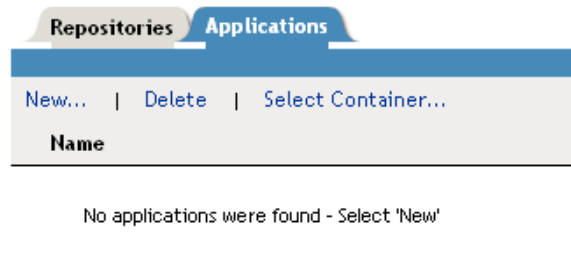 Repositories Applications
New... | Delete | Select Container...
Name
No applications were found - Select 'New'